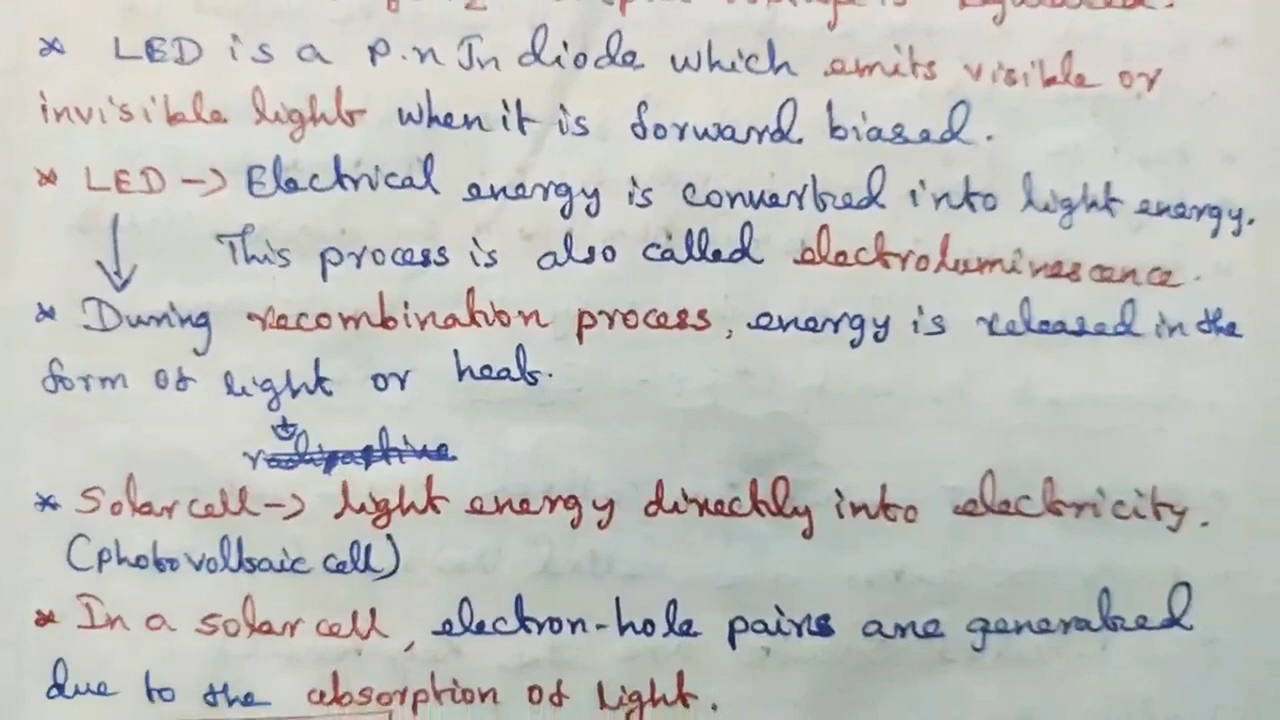 * LED is a p.n Jn diode which emits visible or
invisible light when it is forward biased.
* LED -> Electrical energy is converted into light energy.
This process is also called electroluminescence.
* During recombination process, energy is released in the
form of light or heat.
* Solar cell -> light energy directly into electricity.
(photovoltaic cell)
* In a solar cell, electron-hole pairs are generated
due to the absorption of light.